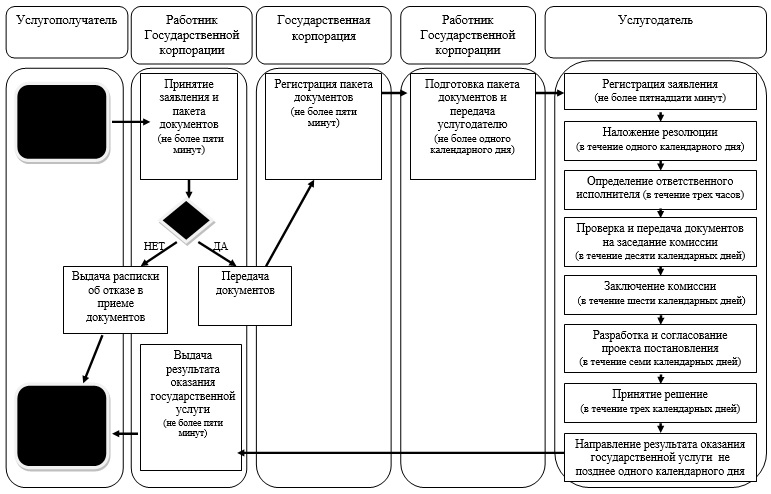 Услугополучатель
Работник
Государственной
корпорации
Государственная
корпорация
Работник
Государственной
корпорации
Услугодатель
Принятие
заявления и
пакета
документов
(не более пяти
минут)
Регистрация пакета
документов
(не более пяти
минут)
Подготовка пакета
документов и
передача
услугодателю
(не более одного
календарного дня)
Регистрация заявления
(не более пятнадцати минут)
Наложение резолюции
(в течение одного календарного дня)
Определение ответственного
исполнителя (в течение трех часов)
Проверка и передача документов
на заседание комиссии
(в течение десяти календарных дней)
Заключение комиссии
(в течение шести календарных дней)
Разработка и согласование
проекта постановления
(в течение семи календарных дней)
Принятие решение
(в течение трех календарных дней)
Направление результата оказания
государственной услуги не
позднее одного календарного дня
НЕТ
ДА
Выдача расписки
об отказе в
приеме
документов
Передача
документов
Выдача
результата
оказания
государственной
услуги
(не более пяти
минут)